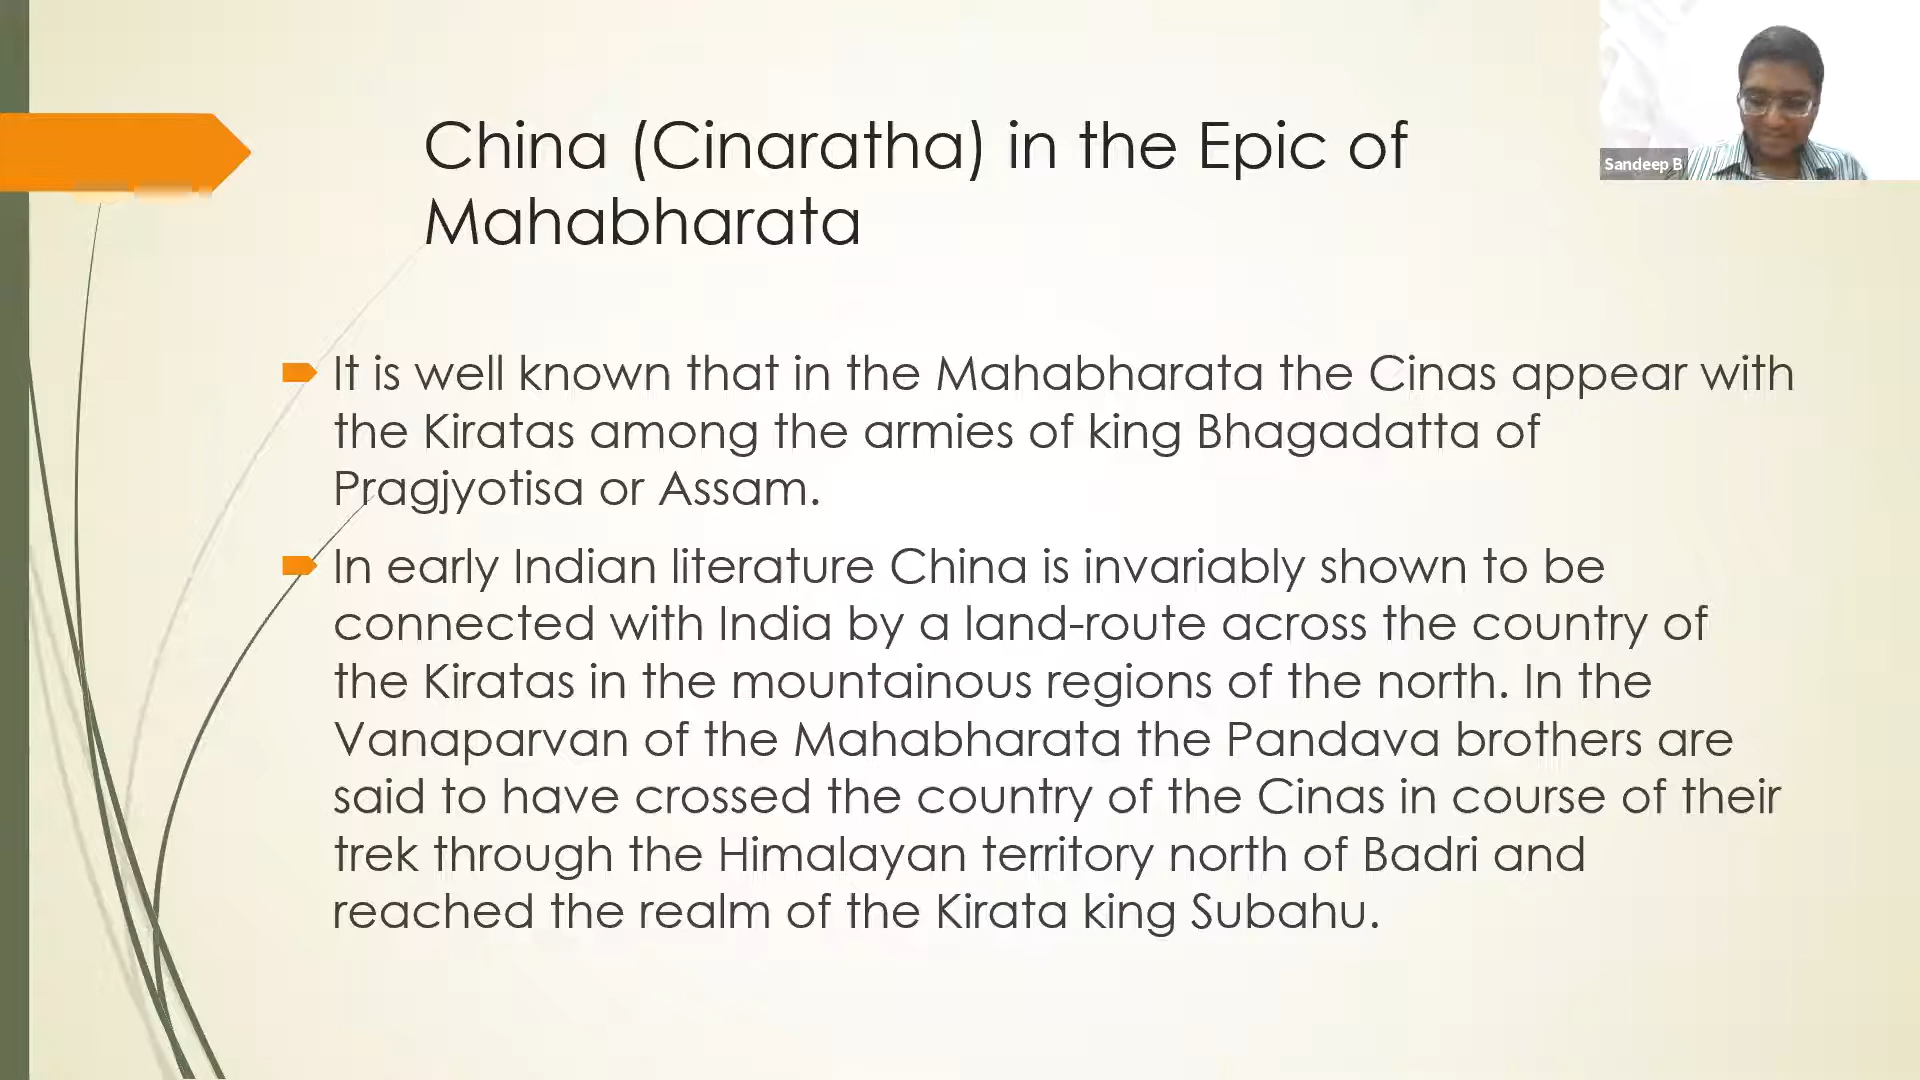 China (Cinaratha) in the Epic of
Mahabharata
Sandeep B
It is well known that in the Mahabharata the Cinas appear with
the Kiratas among the armies of king Bhagadatta of
Pragjyotisa or Assam.
In early Indian literature China is invariably shown to be
connected with India by a land-route across the country of
the Kiratas in the mountainous regions of the north. In the
Vanaparvan of the Mahabharata the Pandava brothers are
said to have crossed the country of the Cinas in course of their
trek through the Himalayan territory north of Badri and
reached the realm of the Kirata king Subahu.